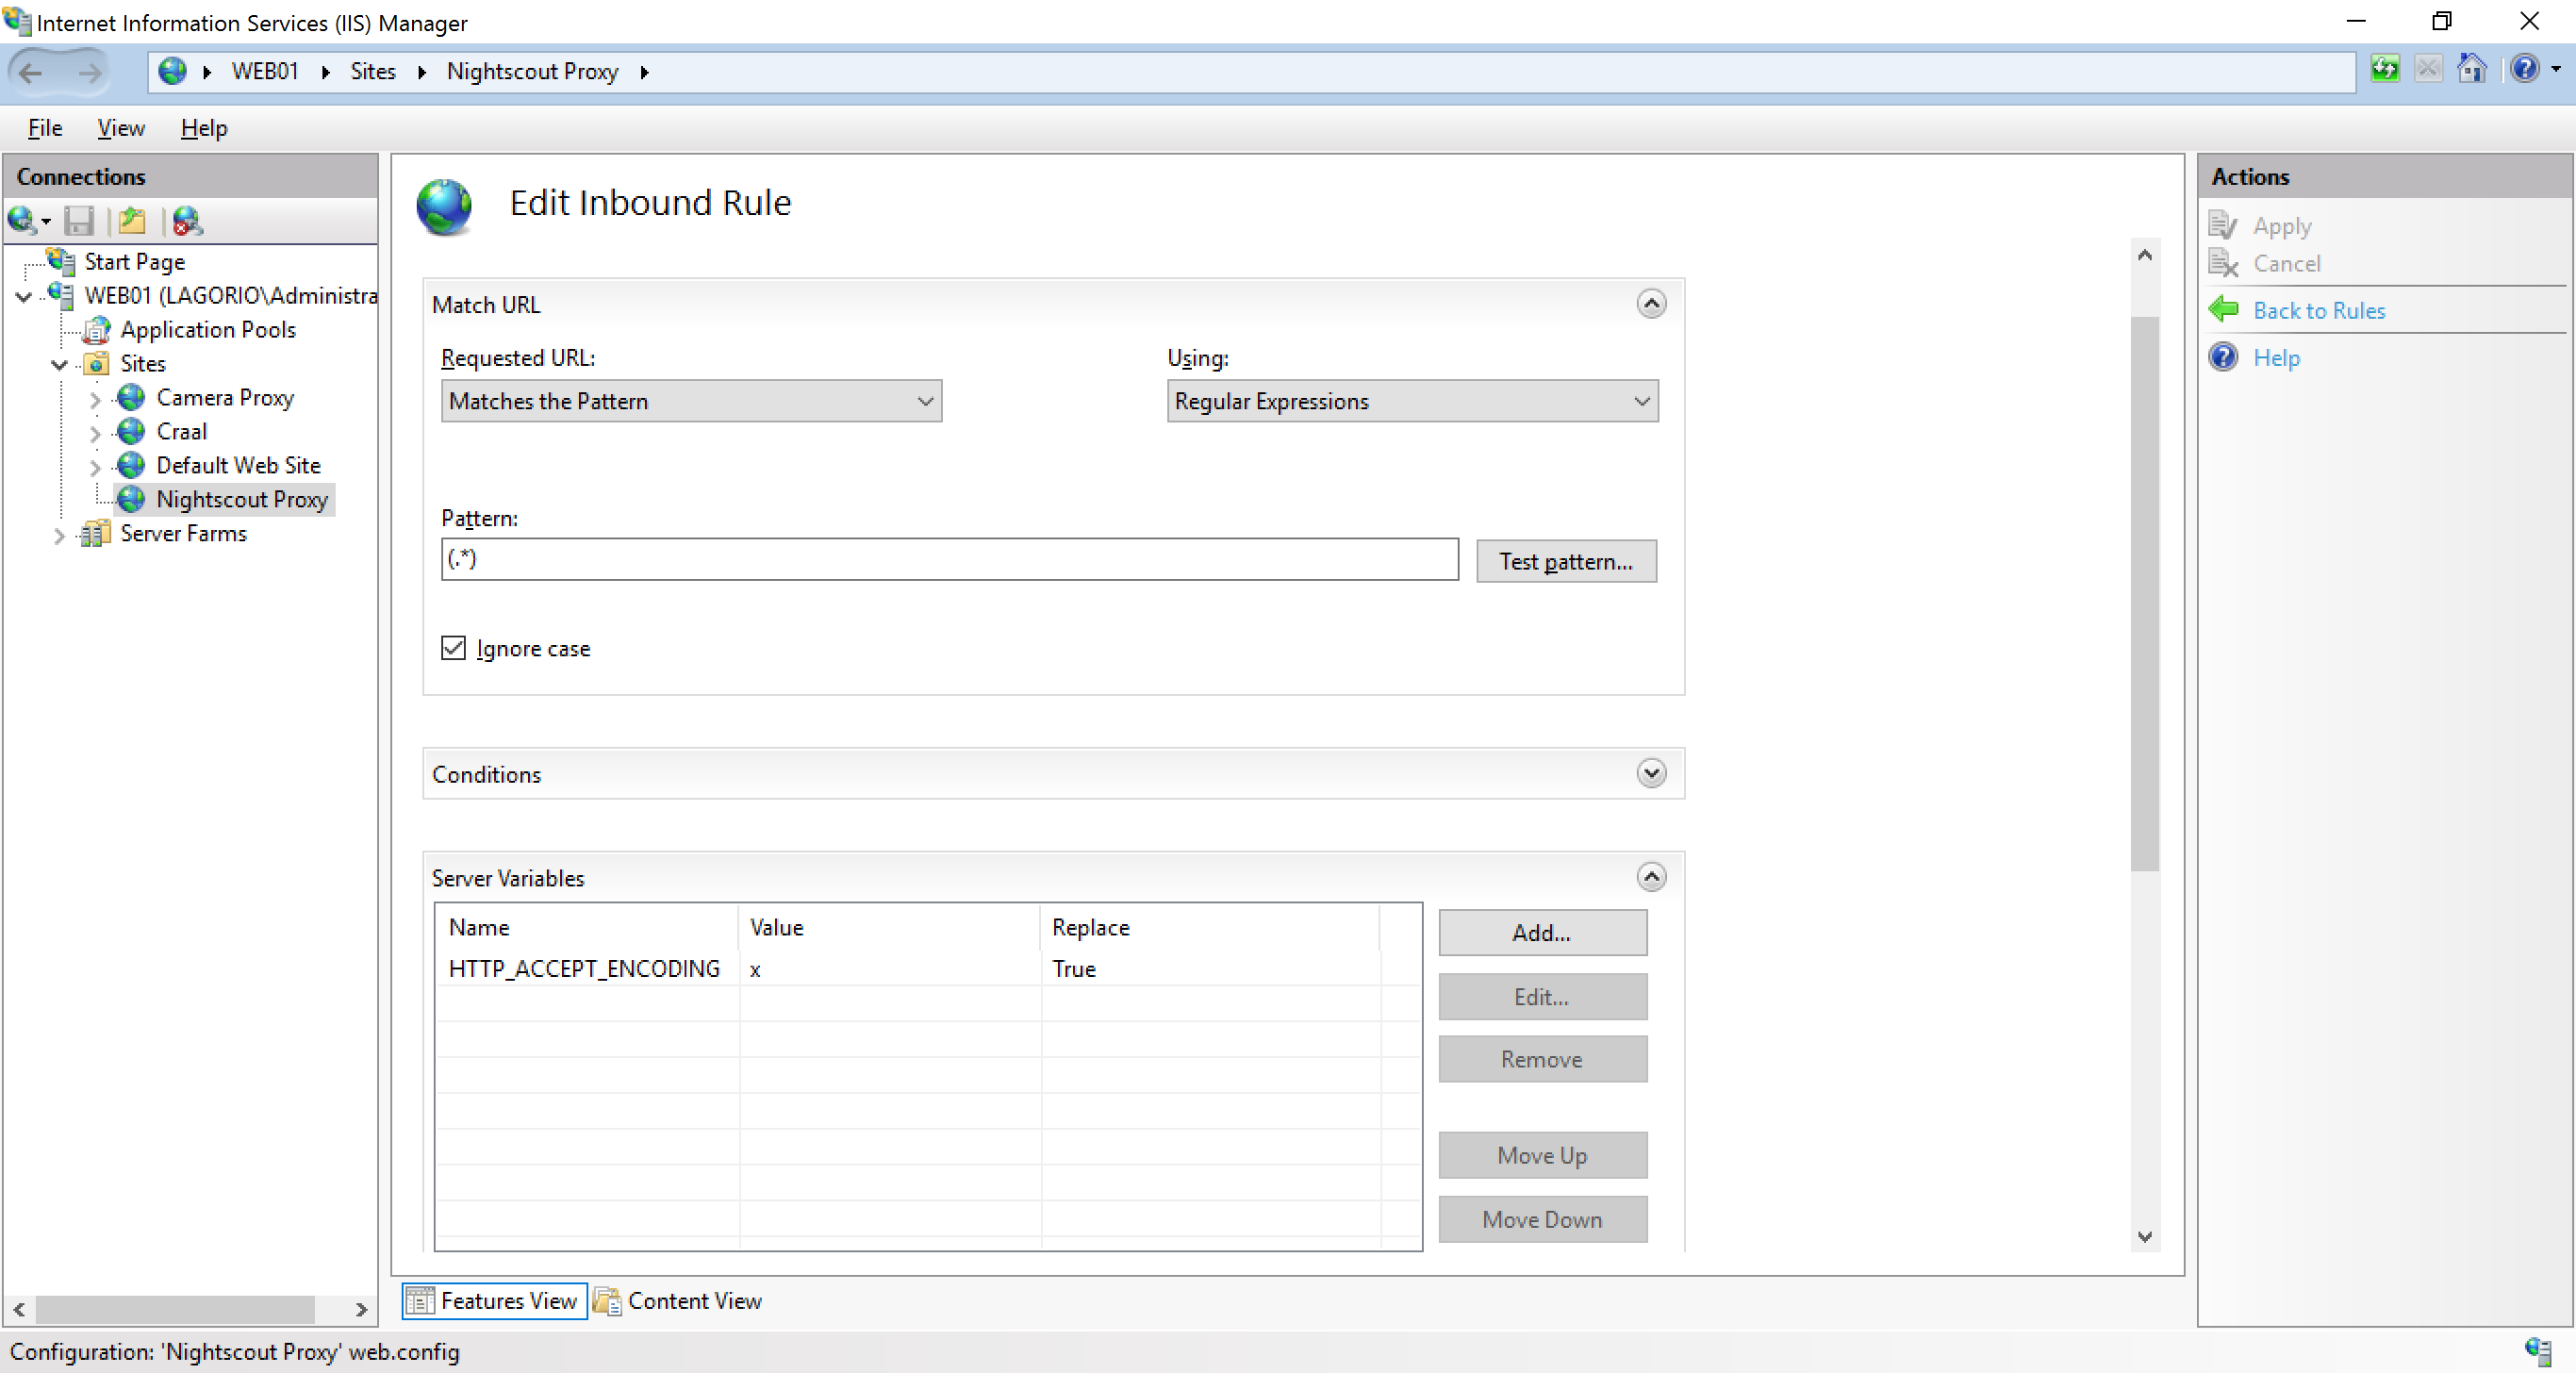 Internet Information Services (IIS) Manager
WEB01 Sites Nightscout Proxy
File View Help
Connections
Start Page
WEB01 (LAGORIO\Administra
Application Pools
Sites
Camera Proxy
Craal
Default Web Site
Nightscout Proxy
Server Farms
Edit Inbound Rule
Match URL
Requested URL: Using:
Matches the Pattern Regular Expressions
Pattern:
(.*) Test pattern...
Ignore case
Conditions
Server Variables
Name Value Replace
HTTP_ACCEPT_ENCODING x True
Add...
Edit...
Remove
Move Up
Move Down
Features View Content View
Actions
Apply
Cancel
Back to Rules
Help
Configuration: 'Nightscout Proxy' web.config